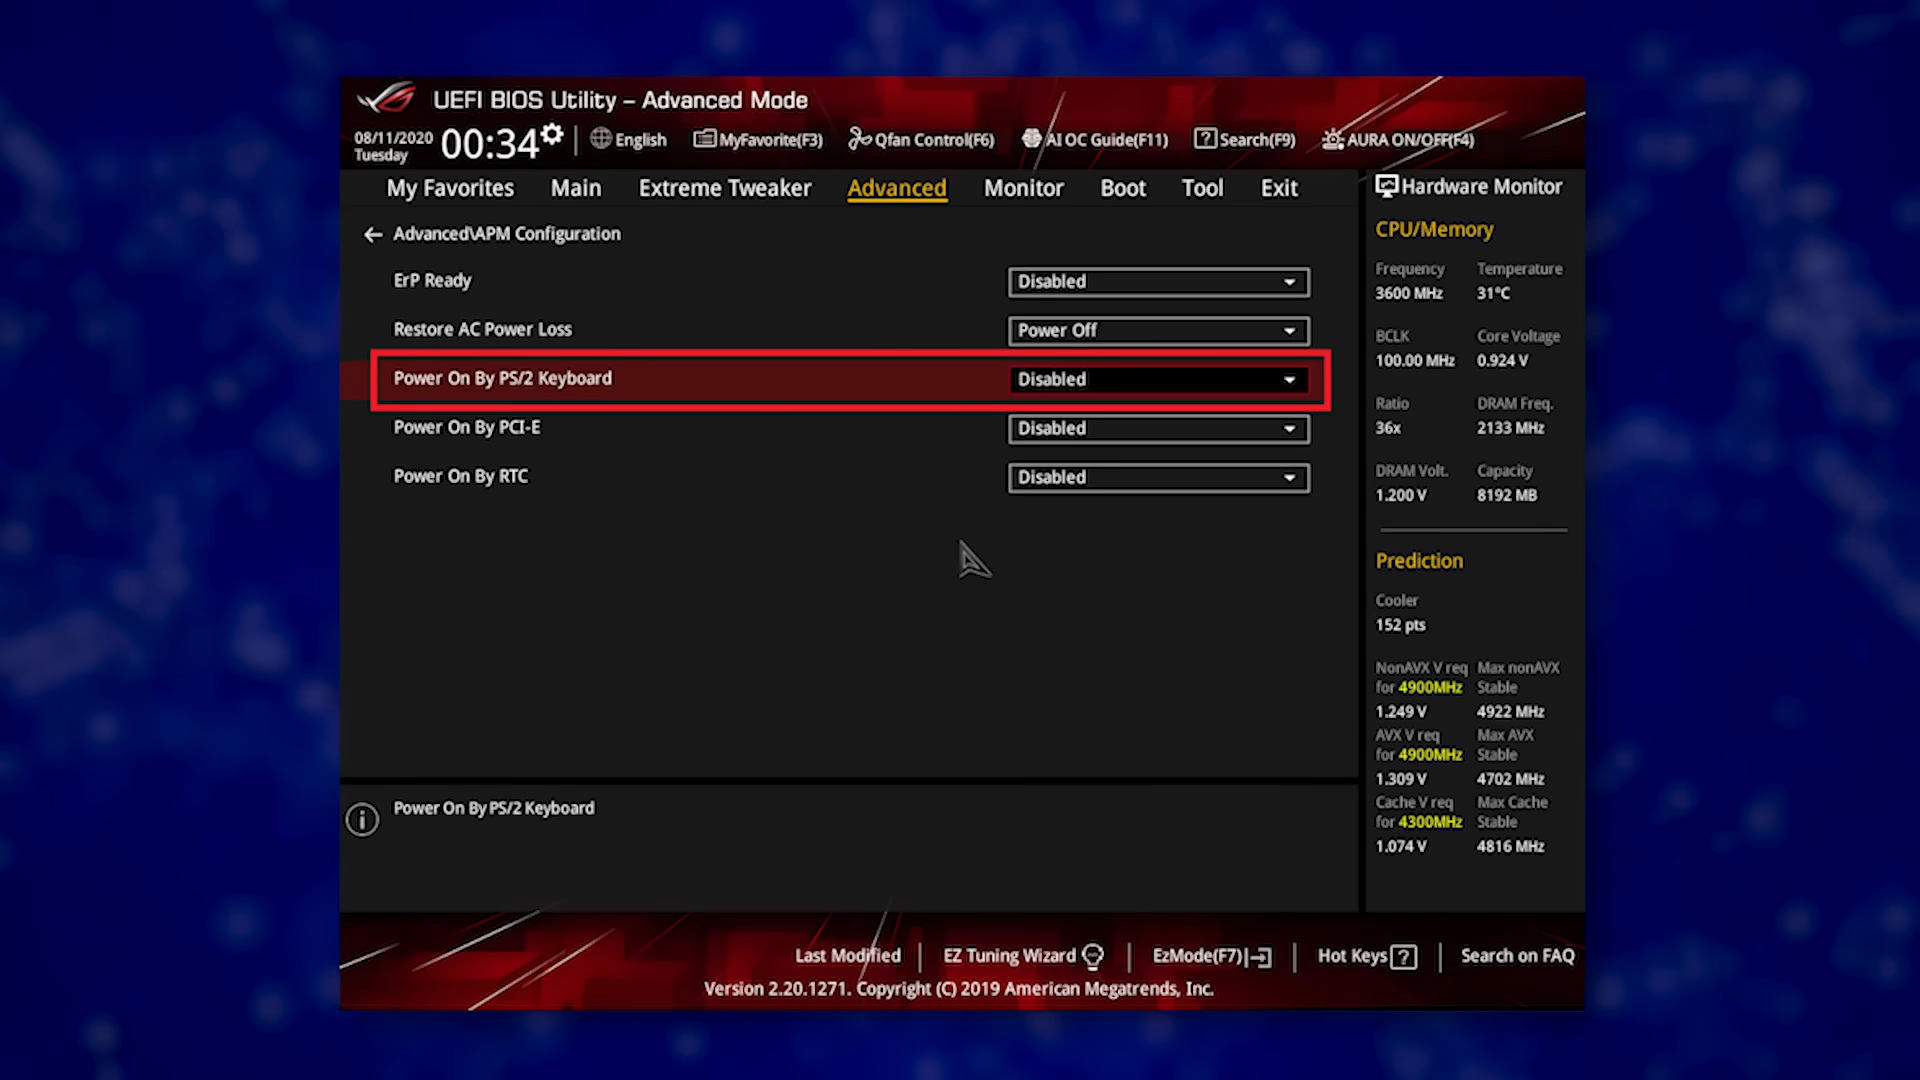 UEFI BIOS Utility – Advanced Mode
08/11/2020
Tuesday
00:34
English
MyFavorite(F3)
Qfan Control(F6)
AI OC Guide(F11)
Search(F9)
AURA ON/OFF(F4)
My Favorites
Main
Extreme Tweaker
Advanced
Monitor
Boot
Tool
Exit
Advanced\APM Configuration
ErP Ready
Disabled
Restore AC Power Loss
Power Off
Power On By PS/2 Keyboard
Disabled
Power On By PCI-E
Disabled
Power On By RTC
Disabled
Power On By PS/2 Keyboard
Hardware Monitor
CPU/Memory
Frequency Temperature
3600 MHz 31°C
BCLK Core Voltage
100.00 MHz 0.924 V
Ratio DRAM Freq.
36x 2133 MHz
DRAM Volt. Capacity
1.200 V 8192 MB
Prediction
Cooler
152 pts
NonAVX V req Max nonAVX
for 4900MHz Stable
1.249 V 4922 MHz
AVX V req Max AVX
for 4900MHz Stable
1.309 V 4702 MHz
Cache V req Max Cache
for 4300MHz Stable
1.074 V 4816 MHz
Last Modified
EZ Tuning Wizard
EzMode(F7)
Hot Keys ?
Search on FAQ
Version 2.20.1271. Copyright (C) 2019 American Megatrends, Inc.